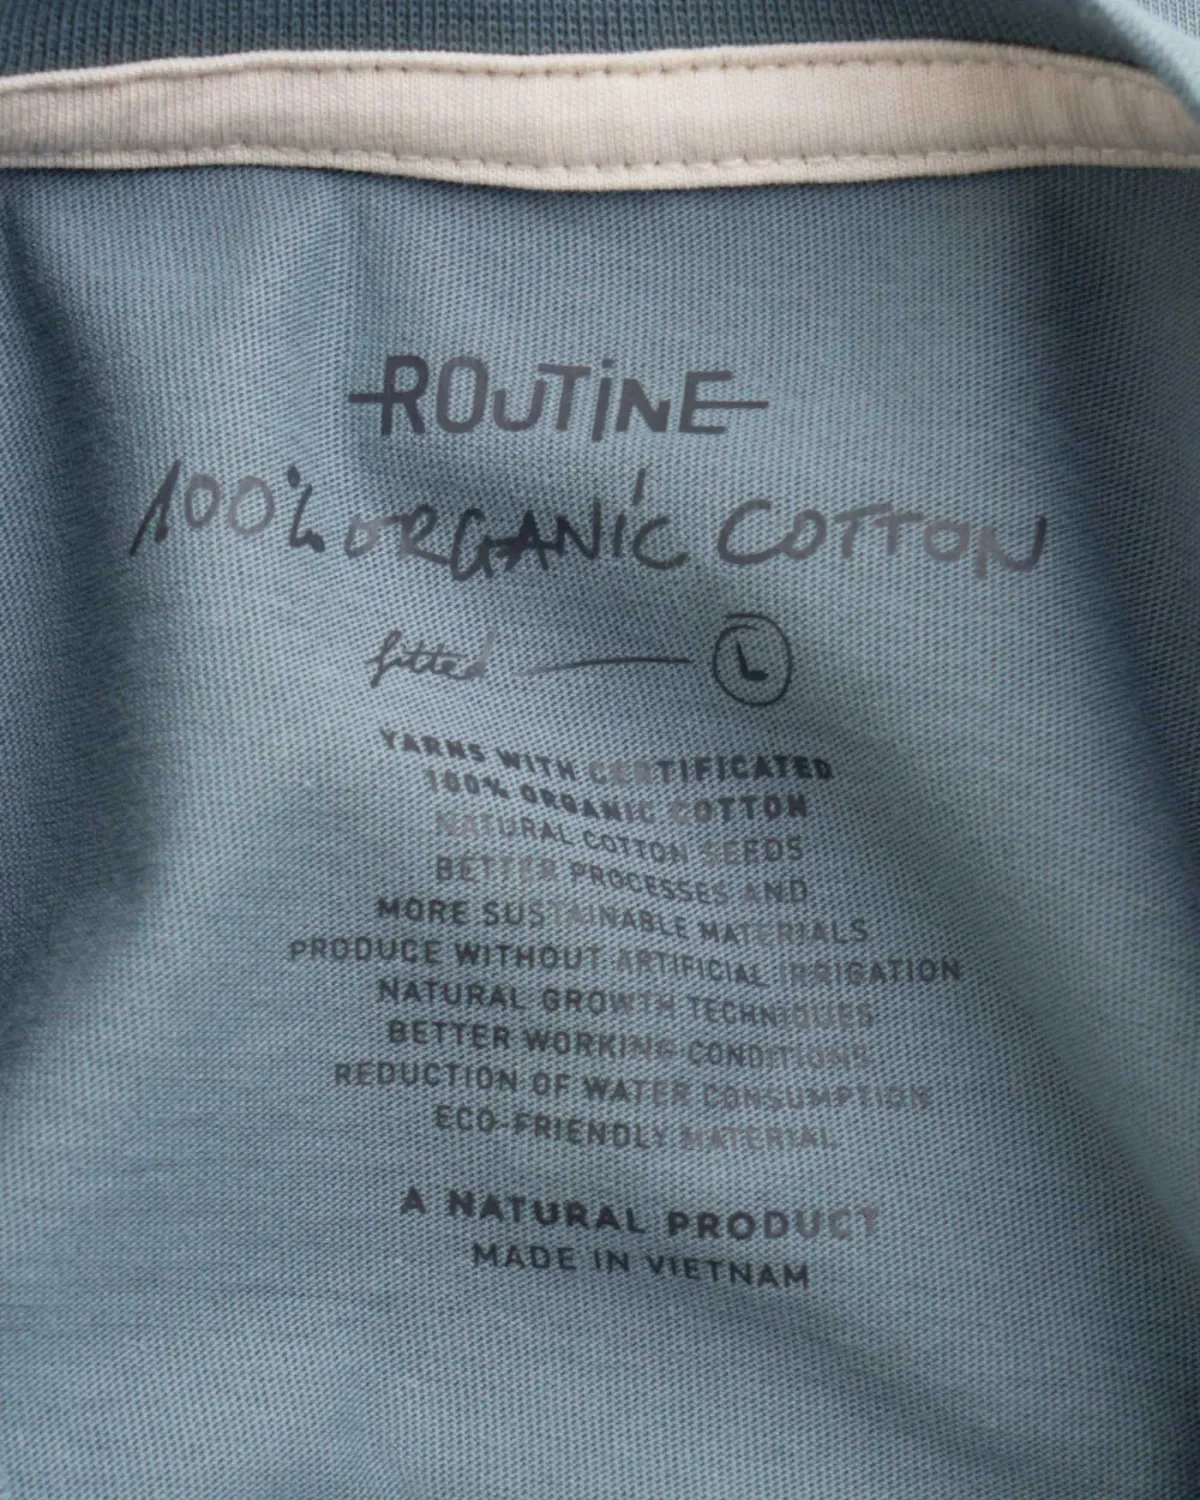 ROUTINE
100% ORGANIC COTTON
fitted L
YARNS WITH CERTIFICATED
100% ORGANIC COTTON
NATURAL COTTON SEEDS
BETTER PROCESSES AND
MORE SUSTAINABLE MATERIALS
PRODUCE WITHOUT ARTIFICIAL IRRIGATION
NATURAL GROWTH TECHNIQUES
BETTER WORKING CONDITIONS
REDUCTION OF WATER CONSUMPTION
ECO-FRIENDLY MATERIAL
A NATURAL PRODUCT
MADE IN VIETNAM